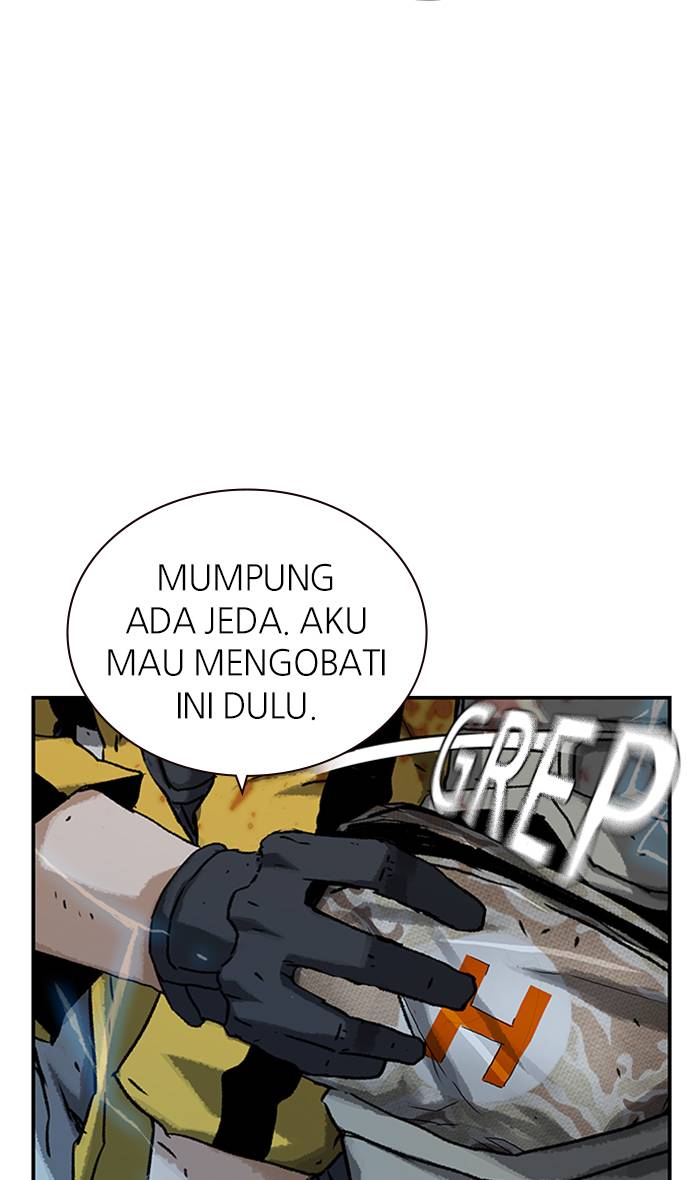 MUMPUNG
ADA JEDA. AKU
MAU MENGOBATI
INI DULU.
GREP
H